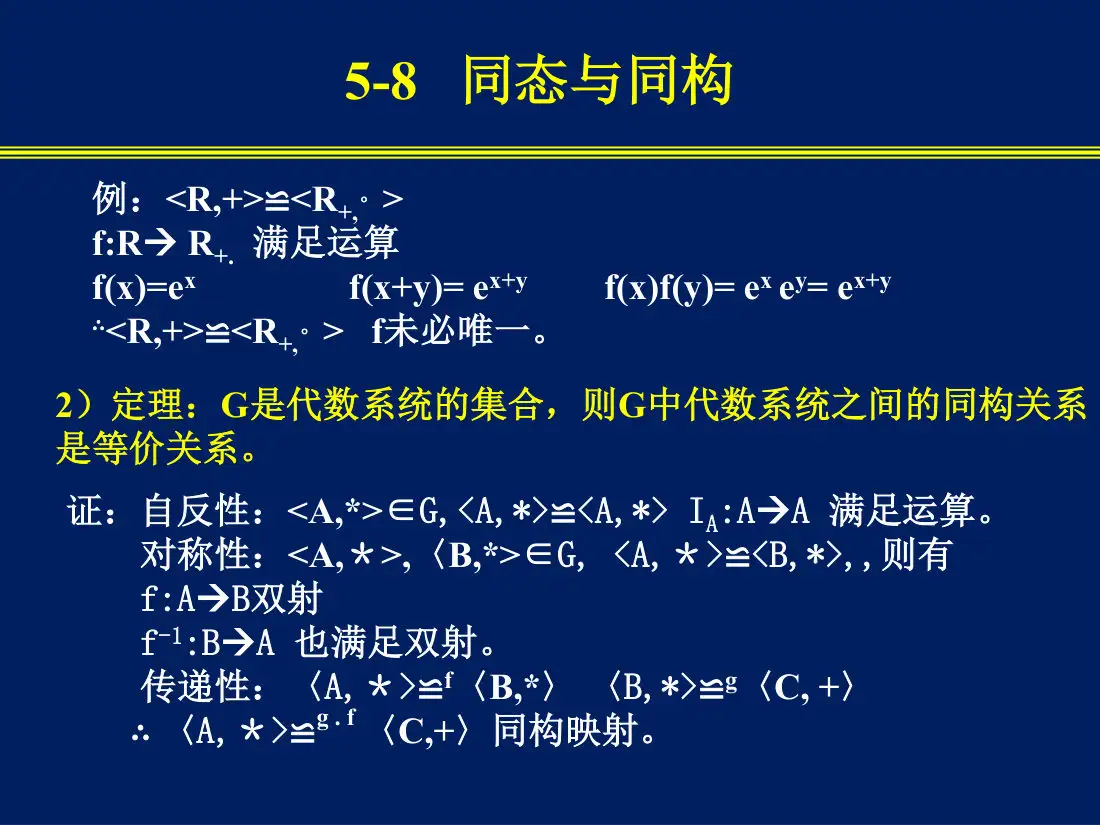 5-8 同态与同构
例：<R,+>≌<R₊,∘ >
f:R→ R₊. 满足运算
f(x)=eˣ f(x+y)= eˣ⁺ʸ f(x)f(y)= eˣ eʸ= eˣ⁺ʸ
∴<R,+>≌<R₊,∘ > f未必唯一。
2）定理：G是代数系统的集合，则G中代数系统之间的同构关系
是等价关系。
证：自反性：<A,*>∈G,<A,*>≌<A,*> I_A:A→A 满足运算。
对称性：<A,＊>,〈B,*>∈G, <A,＊>≌<B,*>,,则有
f:A→B双射
f⁻¹:B→A 也满足双射。
传递性：〈A,＊>≌ᶠ〈B,*〉 〈B,*>≌ᵍ〈C, +〉
∴〈A,＊>≌ᵍ·ᶠ〈C,+〉同构映射。